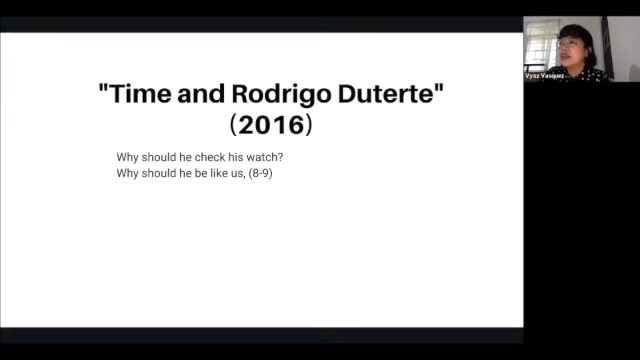 "Time and Rodrigo Duterte"
(2016)
Why should he check his watch?
Why should he be like us, (8-9)
Vyxz Vasquez